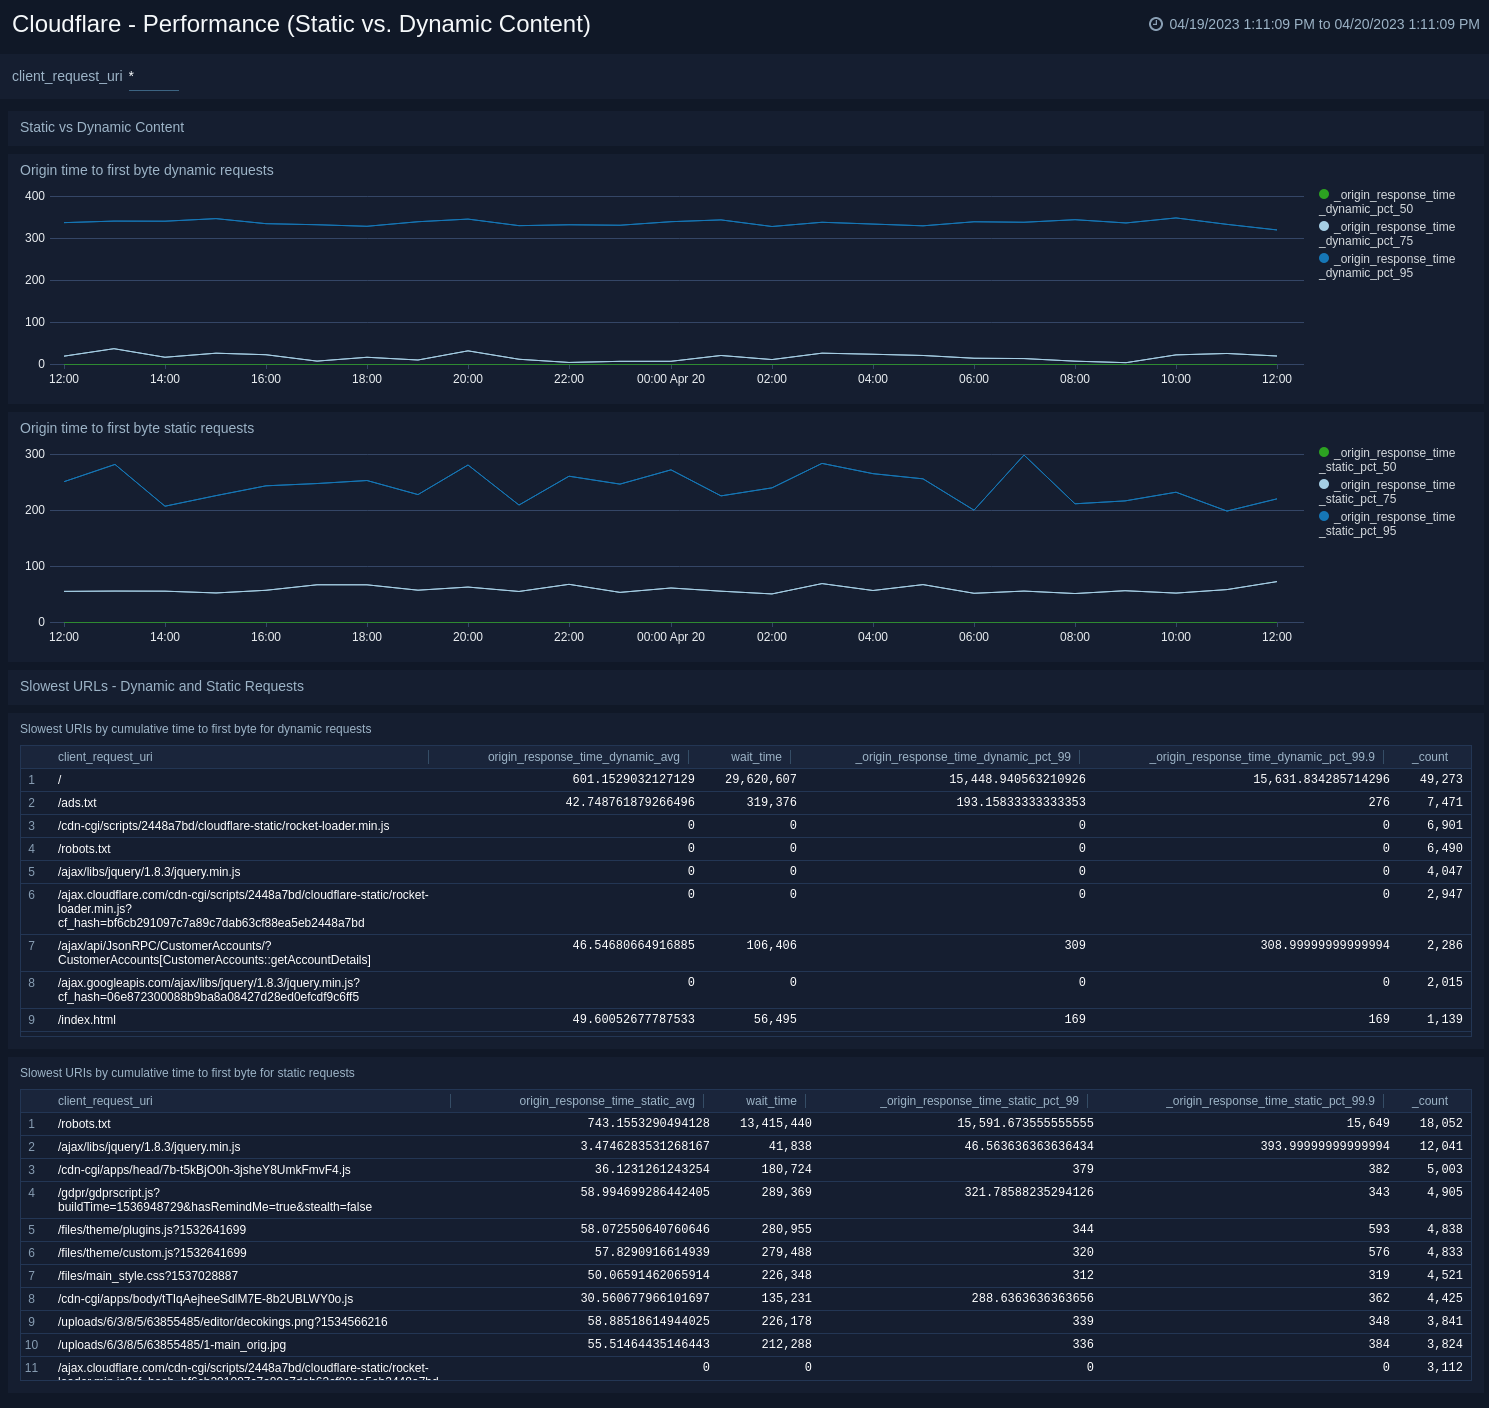 Cloudflare - Performance (Static vs. Dynamic Content)
04/19/2023 1:11:09 PM to 04/20/2023 1:11:09 PM
client_request_uri *
Static vs Dynamic Content
Origin time to first byte dynamic requests
400
300
200
100
0
12:00 14:00 16:00 18:00 20:00 22:00 00:00 Apr 20 02:00 04:00 06:00 08:00 10:00 12:00
_origin_response_time
_dynamic_pct_50
_origin_response_time
_dynamic_pct_75
_origin_response_time
_dynamic_pct_95
Origin time to first byte static requests
300
200
100
0
12:00 14:00 16:00 18:00 20:00 22:00 00:00 Apr 20 02:00 04:00 06:00 08:00 10:00 12:00
_origin_response_time
_static_pct_50
_origin_response_time
_static_pct_75
_origin_response_time
_static_pct_95
Slowest URLs - Dynamic and Static Requests
Slowest URIs by cumulative time to first byte for dynamic requests
client_request_uri origin_response_time_dynamic_avg wait_time _origin_response_time_dynamic_pct_99 _origin_response_time_dynamic_pct_99.9 _count
1 / 601.1529032127129 29,620,607 15,448.940563210926 15,631.834285714296 49,273
2 /ads.txt 42.748761879266496 319,376 193.15833333333353 276 7,471
3 /cdn-cgi/scripts/2448a7bd/cloudflare-static/rocket-loader.min.js 0 0 0 0 6,901
4 /robots.txt 0 0 0 0 6,490
5 /ajax/libs/jquery/1.8.3/jquery.min.js 0 0 0 0 4,047
6 /ajax.cloudflare.com/cdn-cgi/scripts/2448a7bd/cloudflare-static/rocket- 0 0 0 0 2,947
loader.min.js?
cf_hash=bf6cb291097c7a89c7dab63cf88ea5eb2448a7bd
7 /ajax/api/JsonRPC/CustomerAccounts/? 46.54680664916885 106,406 309 308.99999999999994 2,286
CustomerAccounts[CustomerAccounts::getAccountDetails]
8 /ajax.googleapis.com/ajax/libs/jquery/1.8.3/jquery.min.js? 0 0 0 0 2,015
cf_hash=06e872300088b9ba8a08427d28ed0efcdf9c6ff5
9 /index.html 49.60052677787533 56,495 169 169 1,139
Slowest URIs by cumulative time to first byte for static requests
client_request_uri origin_response_time_static_avg wait_time _origin_response_time_static_pct_99 _origin_response_time_static_pct_99.9 _count
1 /robots.txt 743.1553290494128 13,415,440 15,591.673555555555 15,649 18,052
2 /ajax/libs/jquery/1.8.3/jquery.min.js 3.4746283531268167 41,838 46.563636363636434 393.99999999999994 12,041
3 /cdn-cgi/apps/head/7b-t5kBjO0h-3jsheY8UmkFmvF4.js 36.1231261243254 180,724 379 382 5,003
4 /gdpr/gdprscript.js? 58.994699286442405 289,369 321.78588235294126 343 4,905
buildTime=1536948729&hasRemindMe=true&stealth=false
5 /files/theme/plugins.js?1532641699 58.072550640760646 280,955 344 593 4,838
6 /files/theme/custom.js?1532641699 57.8290916614939 279,488 320 576 4,833
7 /files/main_style.css?1537028887 50.06591462065914 226,348 312 319 4,521
8 /cdn-cgi/apps/body/tTIqAejheeSdlM7E-8b2UBLWY0o.js 30.560677966101697 135,231 288.6363636363656 362 4,425
9 /uploads/6/3/8/5/63855485/editor/decokings.png?1534566216 58.88518614944025 226,178 339 348 3,841
10 /uploads/6/3/8/5/63855485/1-main_orig.jpg 55.51464435146443 212,288 336 384 3,824
11 /ajax.cloudflare.com/cdn-cgi/scripts/2448a7bd/cloudflare-static/rocket- 0 0 0 0 3,112